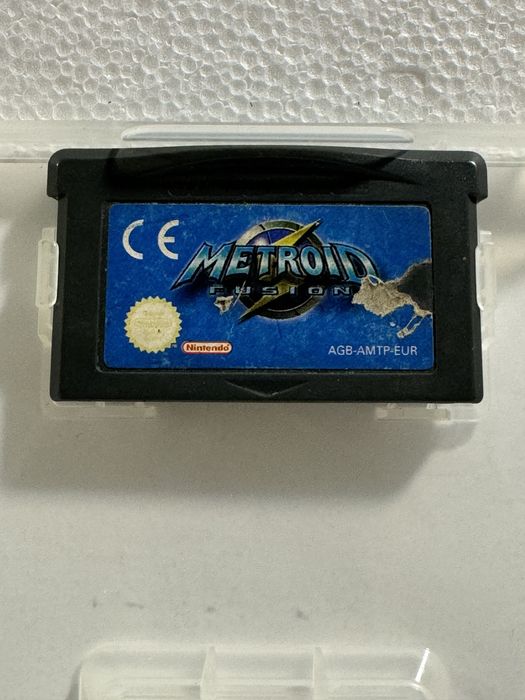 CE
METROID
FUSION
Nintendo
AGB-AMTP-EUR